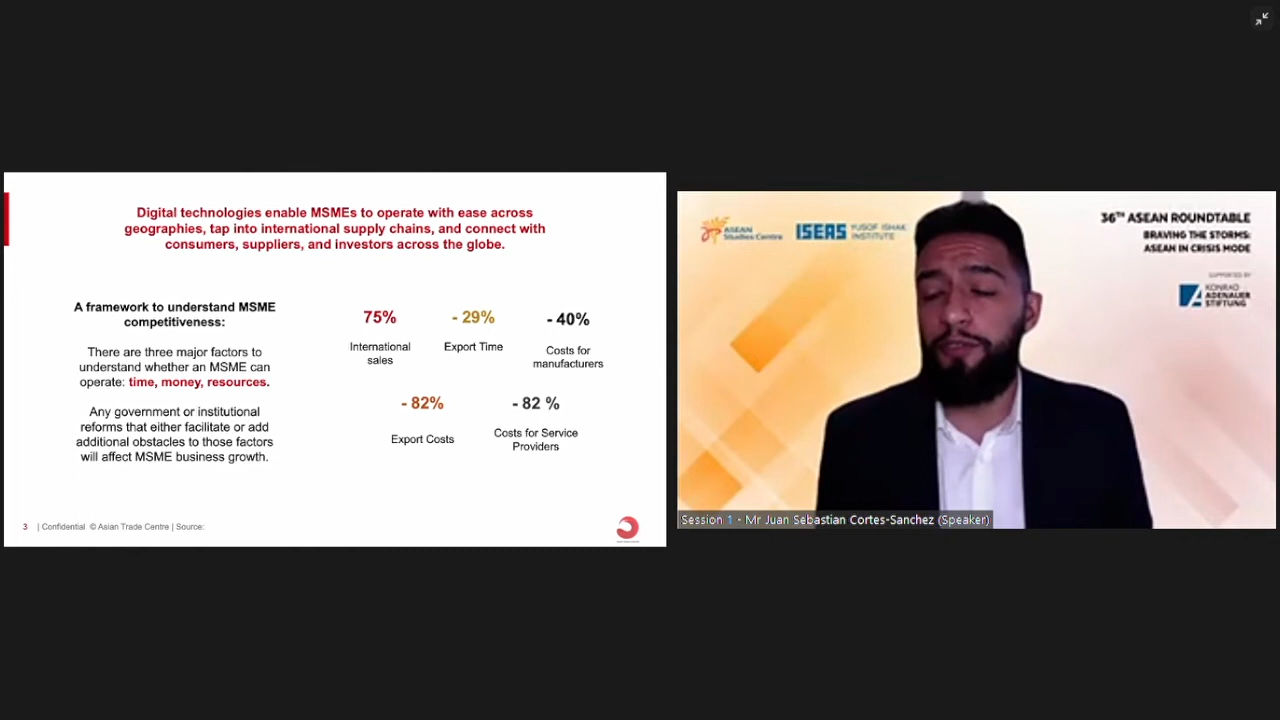 Digital technologies enable MSMEs to operate with ease across
geographies, tap into international supply chains, and connect with
consumers, suppliers, and investors across the globe.
A framework to understand MSME
competitiveness:
There are three major factors to
understand whether an MSME can
operate: time, money, resources.
Any government or institutional
reforms that either facilitate or add
additional obstacles to those factors
will affect MSME business growth.
75%
International
sales
- 29%
Export Time
- 40%
Costs for
manufacturers
- 82%
Export Costs
- 82 %
Costs for Service
Providers
3 | Confidential © Asian Trade Centre | Source:
ASEAN
Studies Centre
ISEAS YUSOF ISHAK
INSTITUTE
36TH ASEAN ROUNDTABLE
BRAVING THE STORMS:
ASEAN IN CRISIS MODE
SUPPORTED BY
KONRAD
ADENAUER
STIFTUNG
Session 1 - Mr Juan Sebastian Cortes-Sanchez (Speaker)